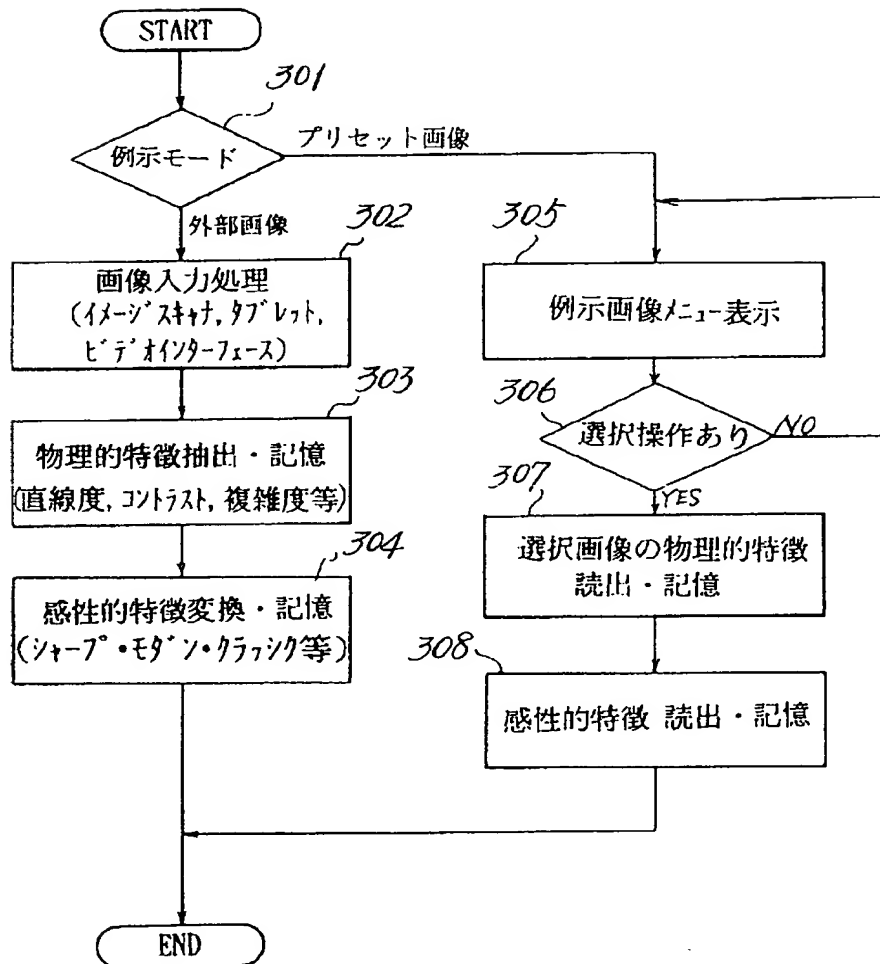 START
301
例示モード
プリセット画像
外部画像
302
画像入力処理
(イメージスキャナ,タブレット,
ビデオインターフェース)
303
物理的特徴抽出・記憶
(直線度,コントラスト,複雑度等)
304
感性的特徴変換・記憶
(シャープ・モダン・クラッシク等)
305
例示画像メニュー表示
306
選択操作あり
NO
YES
307
選択画像の物理的特徴
読出・記憶
308
感性的特徴 読出・記憶
END